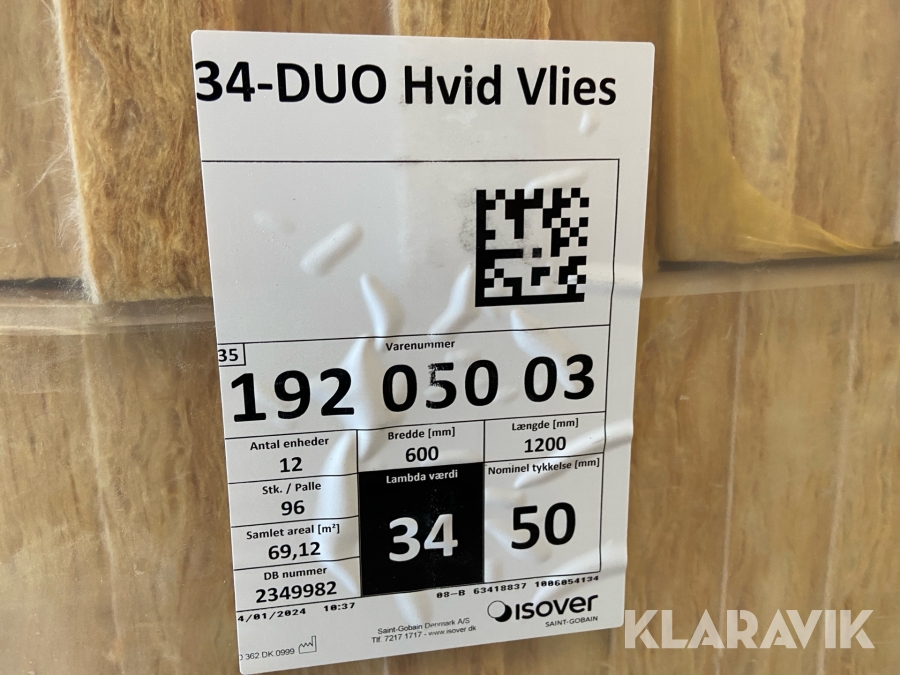 34-DUO Hvid Vlies
35
Varenummer
192 050 03
Antal enheder
12
Bredde [mm]
600
Længde [mm]
1200
Stk. / Palle
96
Lambda værdi
34
Nominel tykkelse [mm]
50
Samlet areal [m²]
69,12
DB nummer
2349982
4/01/2024 10:37
08-B 63418837 1006054134
isover
SAINT-GOBAIN
Saint-Gobain Denmark A/S
Tlf. 7217 1717 - www.isover.dk
362 DK 0999
KLARAVIK